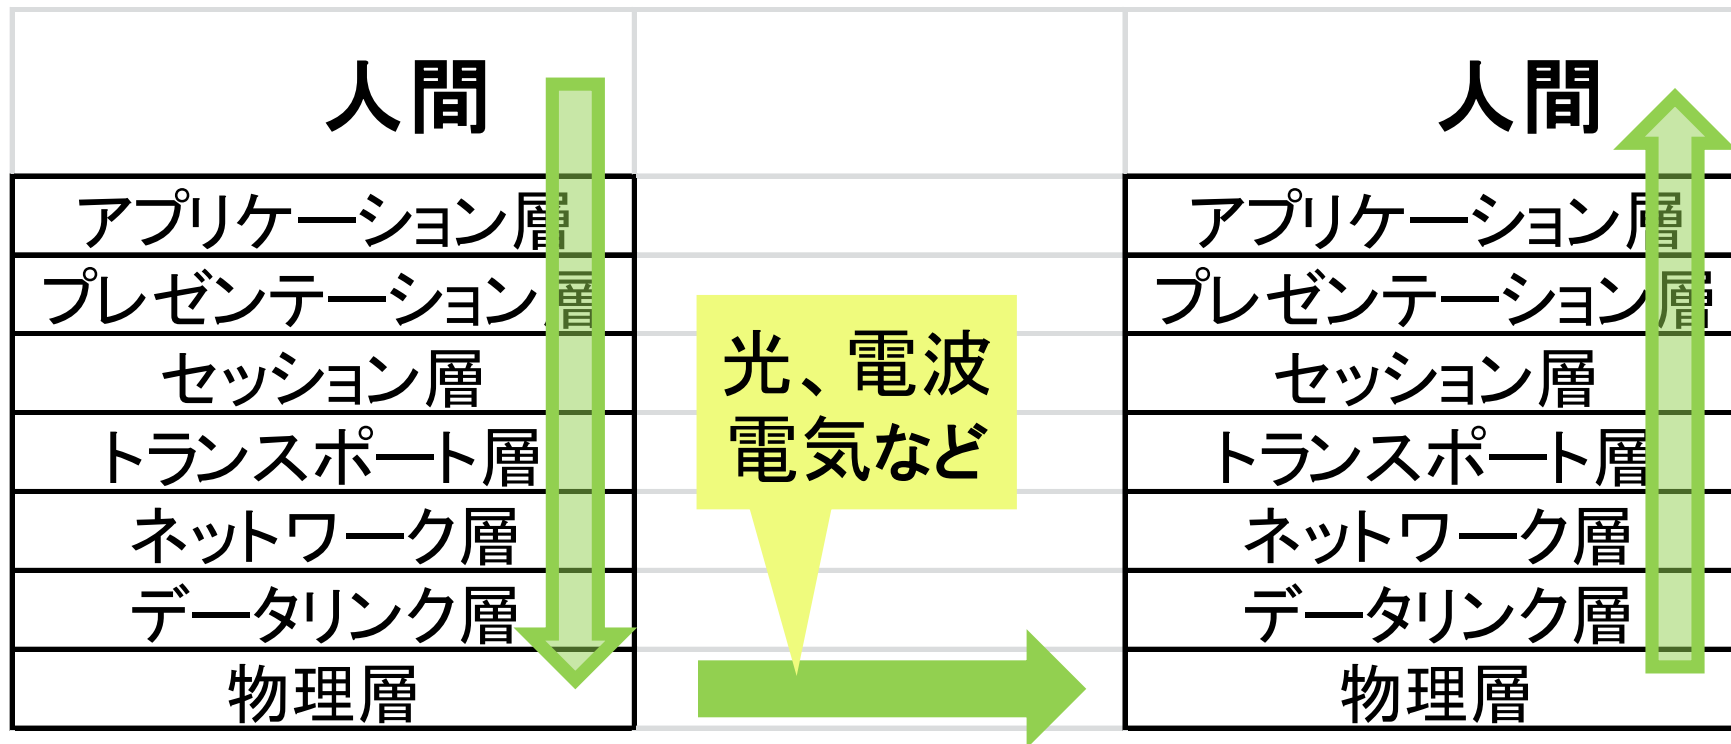 人間
アプリケーション層
プレゼンテーション層
セッション層
トランスポート層
ネットワーク層
データリンク層
物理層
光、電波
電気など
人間
アプリケーション層
プレゼンテーション層
セッション層
トランスポート層
ネットワーク層
データリンク層
物理層